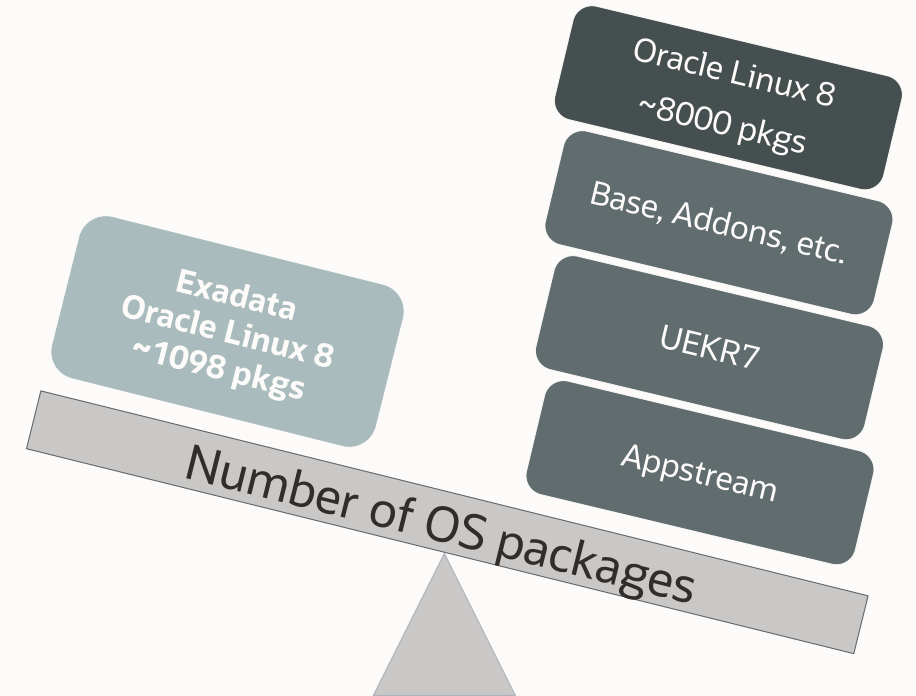 Exadata
Oracle Linux 8
~1098 pkgs
Oracle Linux 8
~8000 pkgs
Base, Addons, etc.
UEKR7
Appstream
Number of OS packages